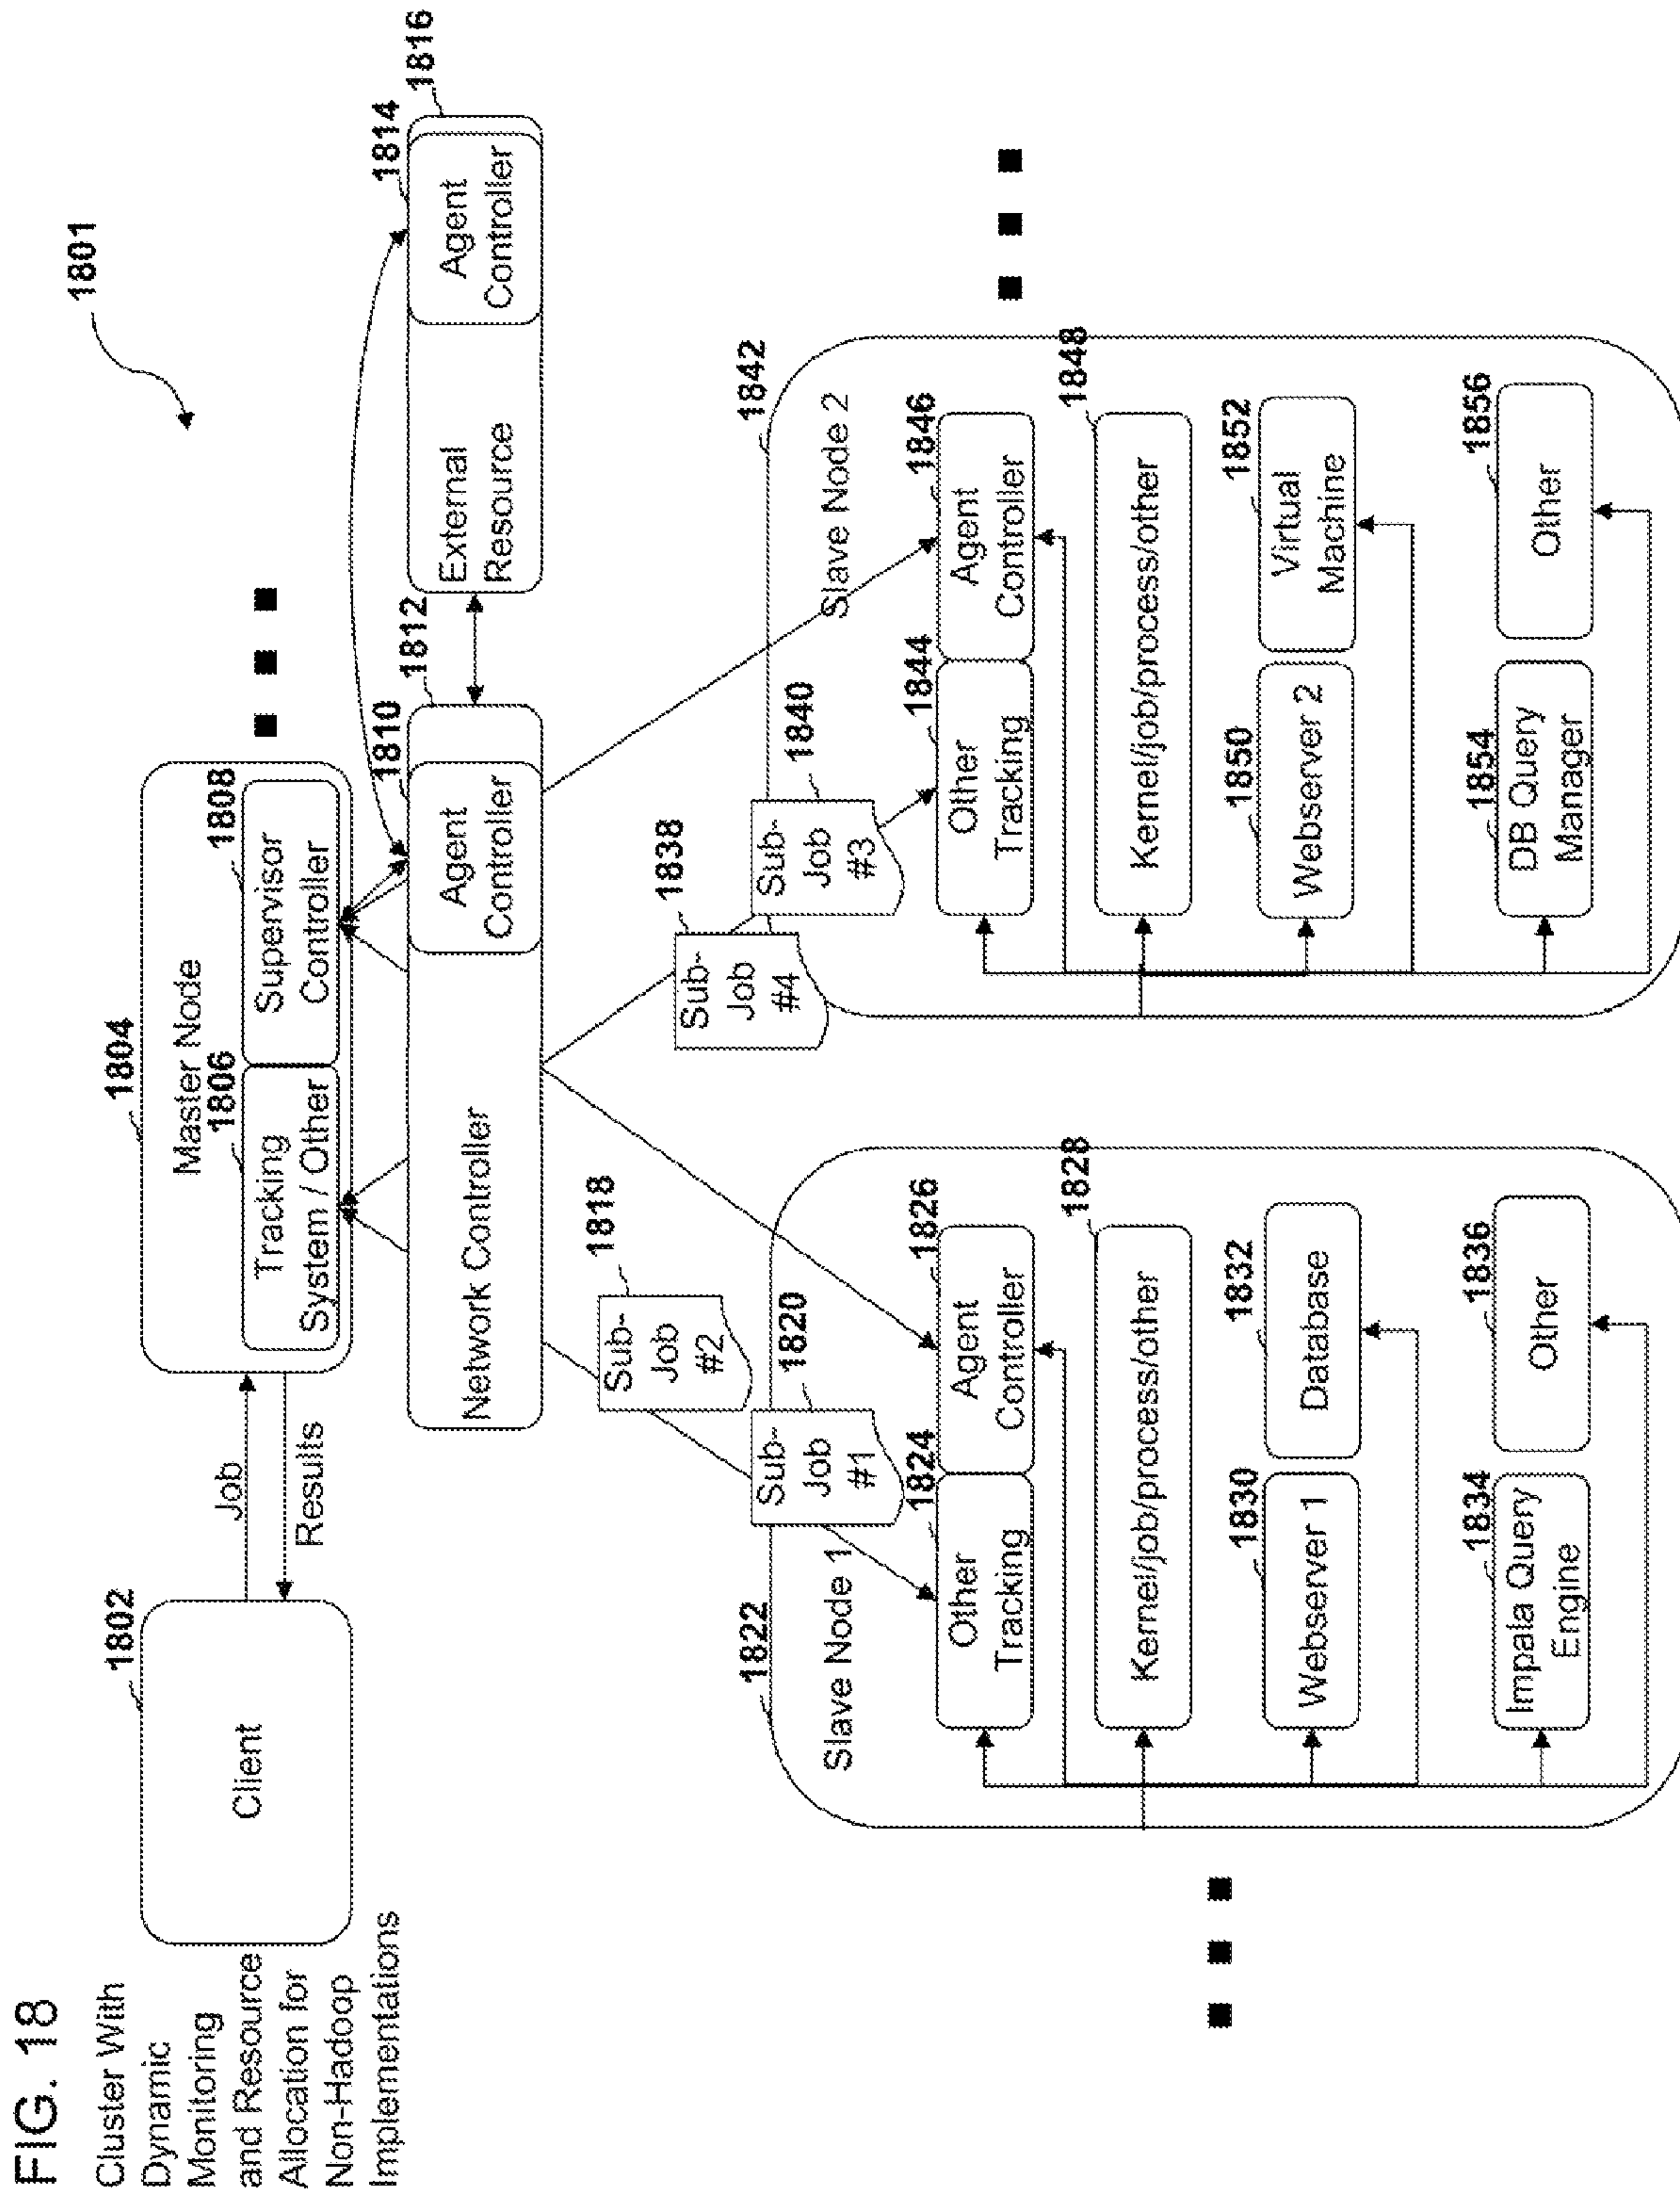 FIG. 18
Cluster With
Dynamic
Monitoring
and Resource
Allocation for
Non-Hadoop
Implementations
1801
1802
Client
Job
Results
1804
Master Node
1806
Tracking
System / Other
1808
Supervisor
Controller
Network Controller
1810
Agent
Controller
1812
External
Resource
1814
Agent
Controller
1816
1818
Sub-
Job
#2
1820
Sub-
Job
#1
1838
Sub-
Job
#4
1840
Sub-
Job
#3
1822
Slave Node 1
1824
Other
Tracking
1826
Agent
Controller
1828
Kernel/job/process/other
1830
Webserver 1
1832
Database
1834
Impala Query
Engine
1836
Other
1842
Slave Node 2
1844
Other
Tracking
1846
Agent
Controller
1848
Kernel/job/process/other
1850
Webserver 2
1852
Virtual
Machine
1854
DB Query
Manager
1856
Other